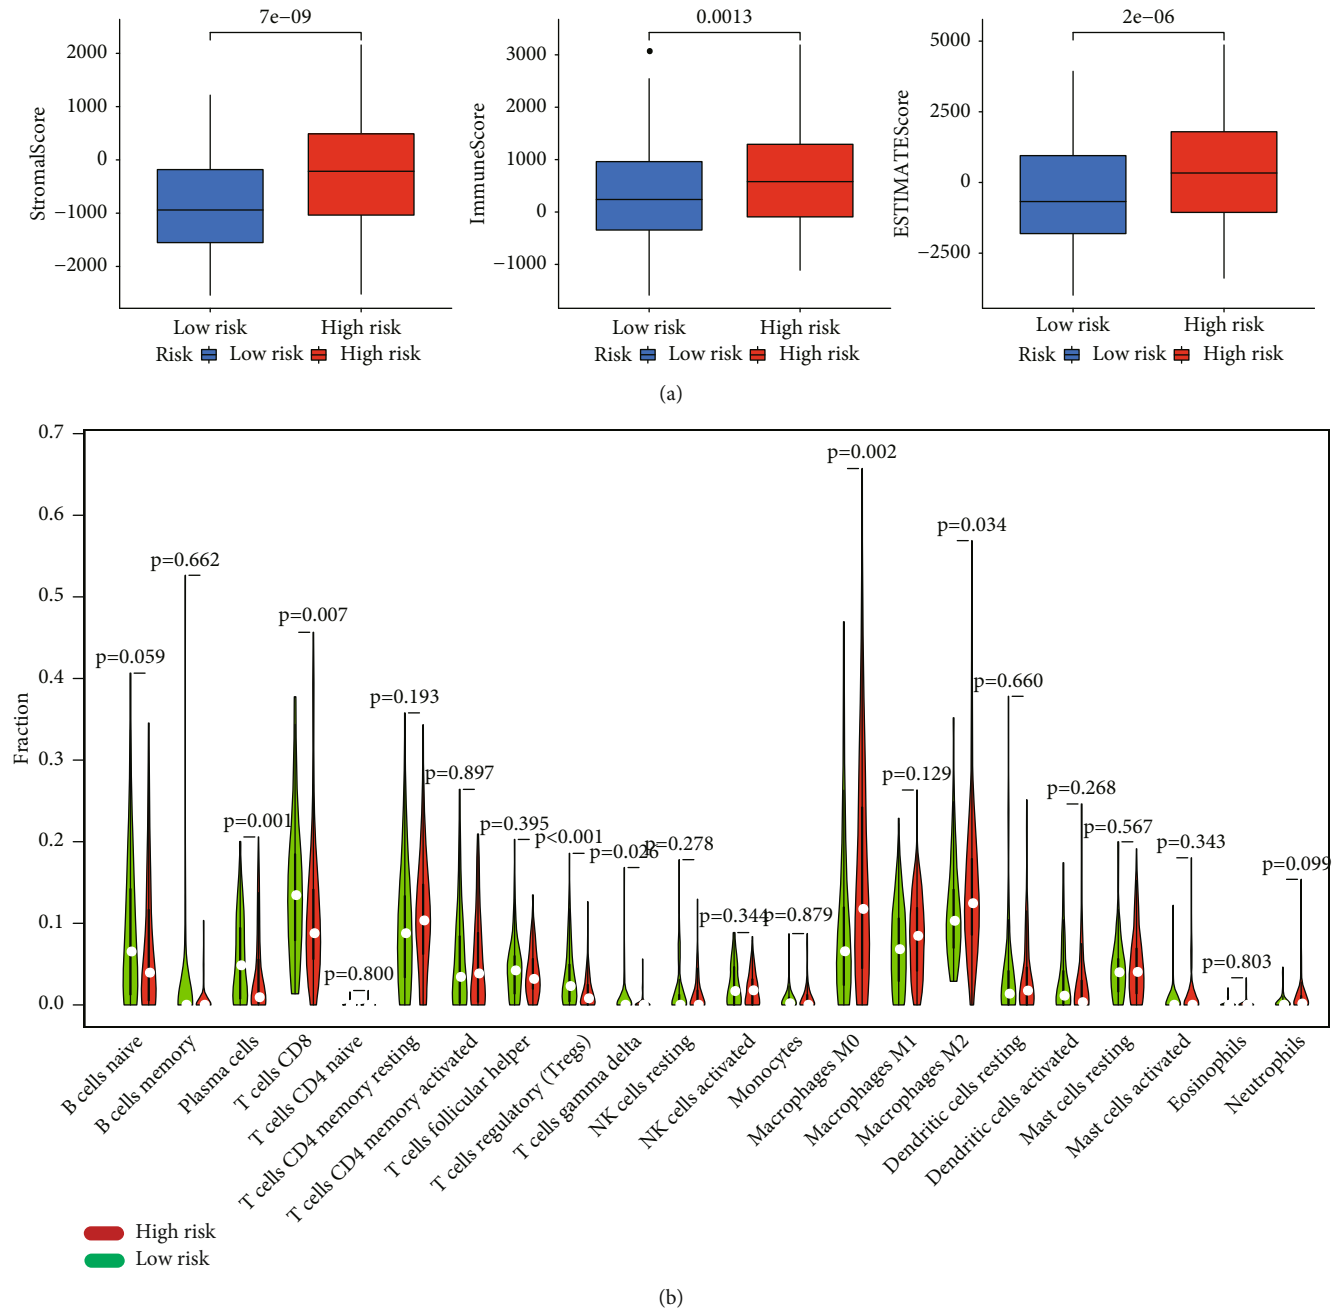 7e−09
StromalScore
2000
1000
0
−1000
−2000
Low risk High risk
Risk Low risk High risk
0.0013
ImmuneScore
3000
2000
1000
0
−1000
Low risk High risk
Risk Low risk High risk
2e−06
ESTIMATEScore
5000
2500
0
−2500
Low risk High risk
Risk Low risk High risk
(a)
Fraction
0.7
0.6
0.5
0.4
0.3
0.2
0.1
0.0
p=0.059
p=0.662
p=0.001
p=0.007
p=0.800
p=0.193
p=0.897
p=0.395
p<0.001
p=0.026
p=0.278
p=0.344
p=0.879
p=0.002
p=0.129
p=0.034
p=0.660
p=0.268
p=0.567
p=0.343
p=0.803
p=0.099
B cells naive
B cells memory
Plasma cells
T cells CD8
T cells CD4 naive
T cells CD4 memory resting
T cells CD4 memory activated
T cells follicular helper
T cells regulatory (Tregs)
T cells gamma delta
NK cells resting
NK cells activated
Monocytes
Macrophages M0
Macrophages M1
Macrophages M2
Dendritic cells resting
Dendritic cells activated
Mast cells resting
Mast cells activated
Eosinophils
Neutrophils
High risk
Low risk
(b)